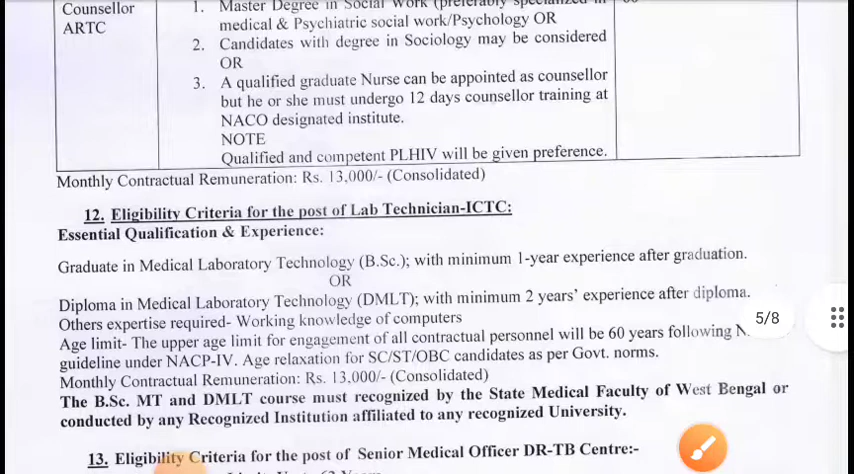 Counsellor
ARTC
1. Master Degree in Social Work (preferably specialized in
medical & Psychiatric social work/Psychology OR
2. Candidates with degree in Sociology may be considered
OR
3. A qualified graduate Nurse can be appointed as counsellor
but he or she must undergo 12 days counsellor training at
NACO designated institute.
NOTE
Qualified and competent PLHIV will be given preference.
Monthly Contractual Remuneration: Rs. 13,000/- (Consolidated)
12. Eligibility Criteria for the post of Lab Technician-ICTC:
Essential Qualification & Experience:
Graduate in Medical Laboratory Technology (B.Sc.); with minimum 1-year experience after graduation.
OR
Diploma in Medical Laboratory Technology (DMLT); with minimum 2 years' experience after diploma.
Others expertise required- Working knowledge of computers
5/8
Age limit- The upper age limit for engagement of all contractual personnel will be 60 years following
guideline under NACP-IV. Age relaxation for SC/ST/OBC candidates as per Govt. norms.
Monthly Contractual Remuneration: Rs. 13,000/- (Consolidated)
The B.Sc. MT and DMLT course must recognized by the State Medical Faculty of West Bengal or
conducted by any Recognized Institution affiliated to any recognized University.
13. Eligibility Criteria for the post of Senior Medical Officer DR-TB Centre:-